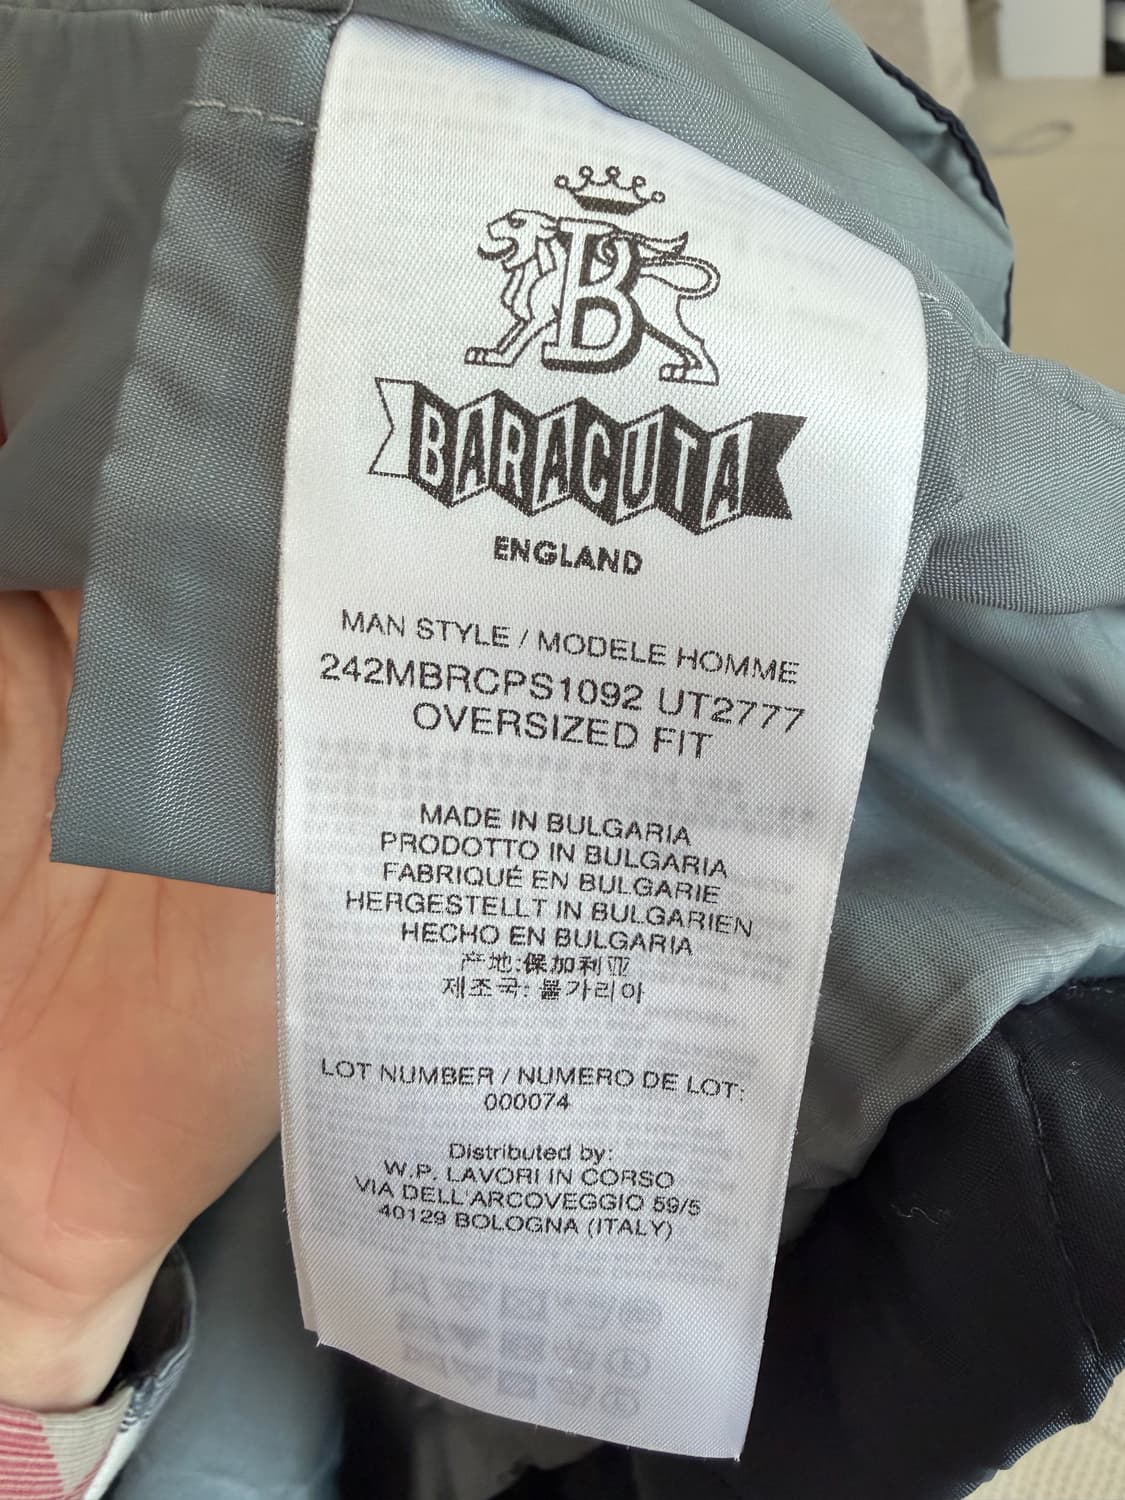 B
BARACUTA
ENGLAND
MAN STYLE / MODELE HOMME
242MBRCPS1092 UT2777
OVERSIZED FIT
MADE IN BULGARIA
PRODOTTO IN BULGARIA
FABRIQUÉ EN BULGARIE
HERGESTELLT IN BULGARIEN
HECHO EN BULGARIA
产地:保加利亚
제조국: 불가리아
LOT NUMBER / NUMERO DE LOT:
000074
Distributed by:
W.P. LAVORI IN CORSO
VIA DELL'ARCOVEGGIO 59/5
40129 BOLOGNA (ITALY)